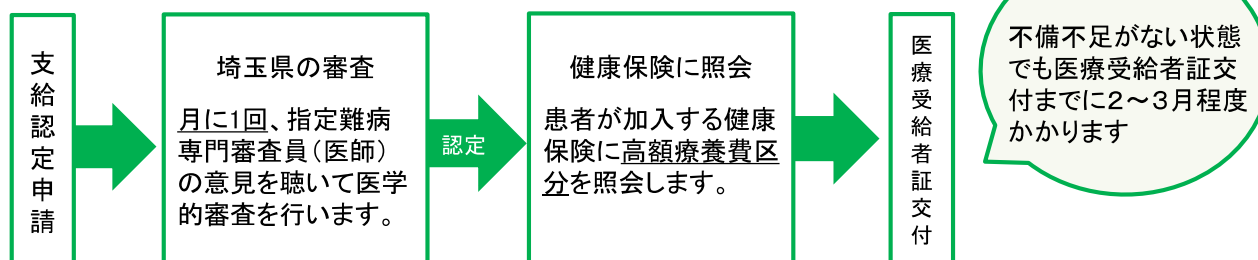 支給認定申請
埼玉県の審査
月に1回、指定難病
専門審査員(医師)
の意見を聴いて医学
的審査を行います。
認定
健康保険に照会
患者が加入する健康
保険に高額療養費区
分を照会します。
医療受給者証交付
不備不足がない状態
でも医療受給者証交
付までに2～3月程度
かかります